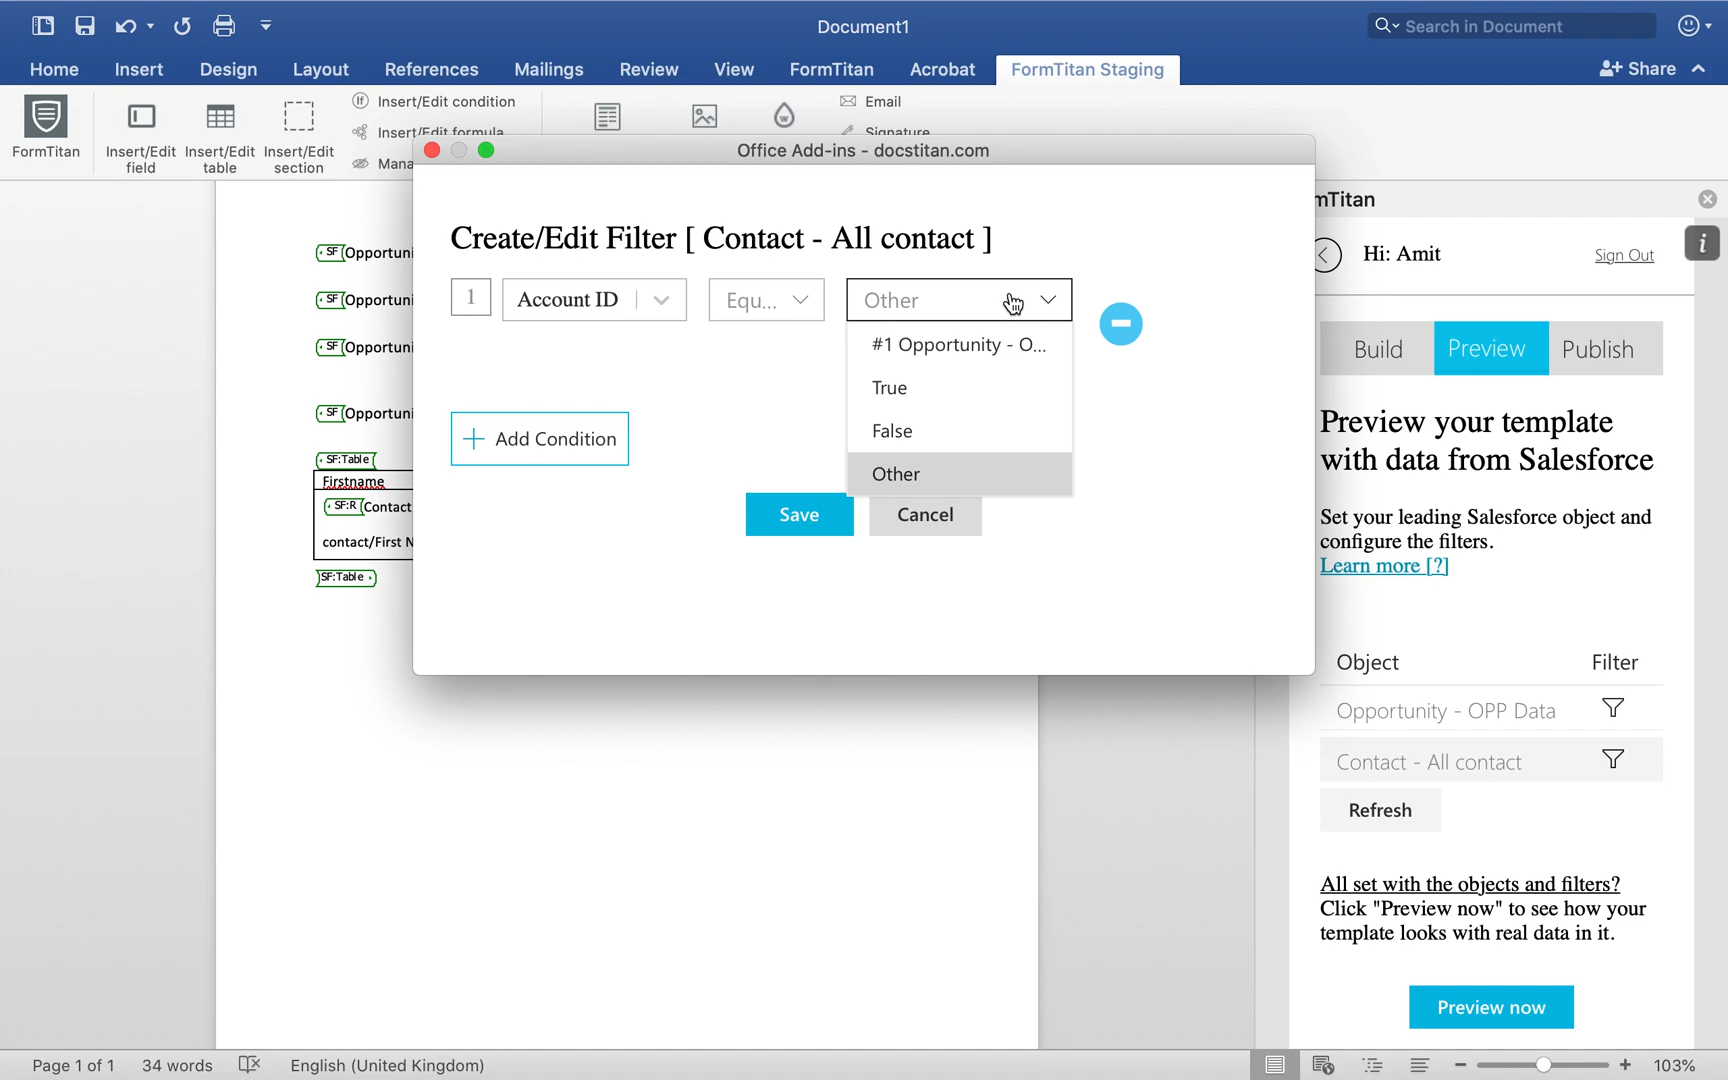 Document1
Search in Document
Home
Insert
Design
Layout
References
Mailings
Review
View
FormTitan
Acrobat
FormTitan Staging
Share
FormTitan
Insert/Edit
field
Insert/Edit
table
Insert/Edit
section
If
Insert/Edit condition
Insert/Edit formula
Mana
W
Email
Signature
Office Add-ins - docstitan.com
Create/Edit Filter [ Contact - All contact ]
1
Account ID
Equ...
Other
#1 Opportunity - O...
True
False
Other
Add Condition
Save
Cancel
SF Opportuni
SF Opportuni
SF Opportuni
SF Opportuni
SF:Table
Firstname
SF:R Contact
contact/First N
SF:Table
mTitan
i
Hi: Amit
Sign Out
Build
Preview
Publish
Preview your template
with data from Salesforce
Set your leading Salesforce object and
configure the filters.
Learn more [?]
Object
Filter
Opportunity - OPP Data
Contact - All contact
Refresh
All set with the objects and filters?
Click "Preview now" to see how your
template looks with real data in it.
Preview now
Page 1 of 1
34 words
English (United Kingdom)
103%